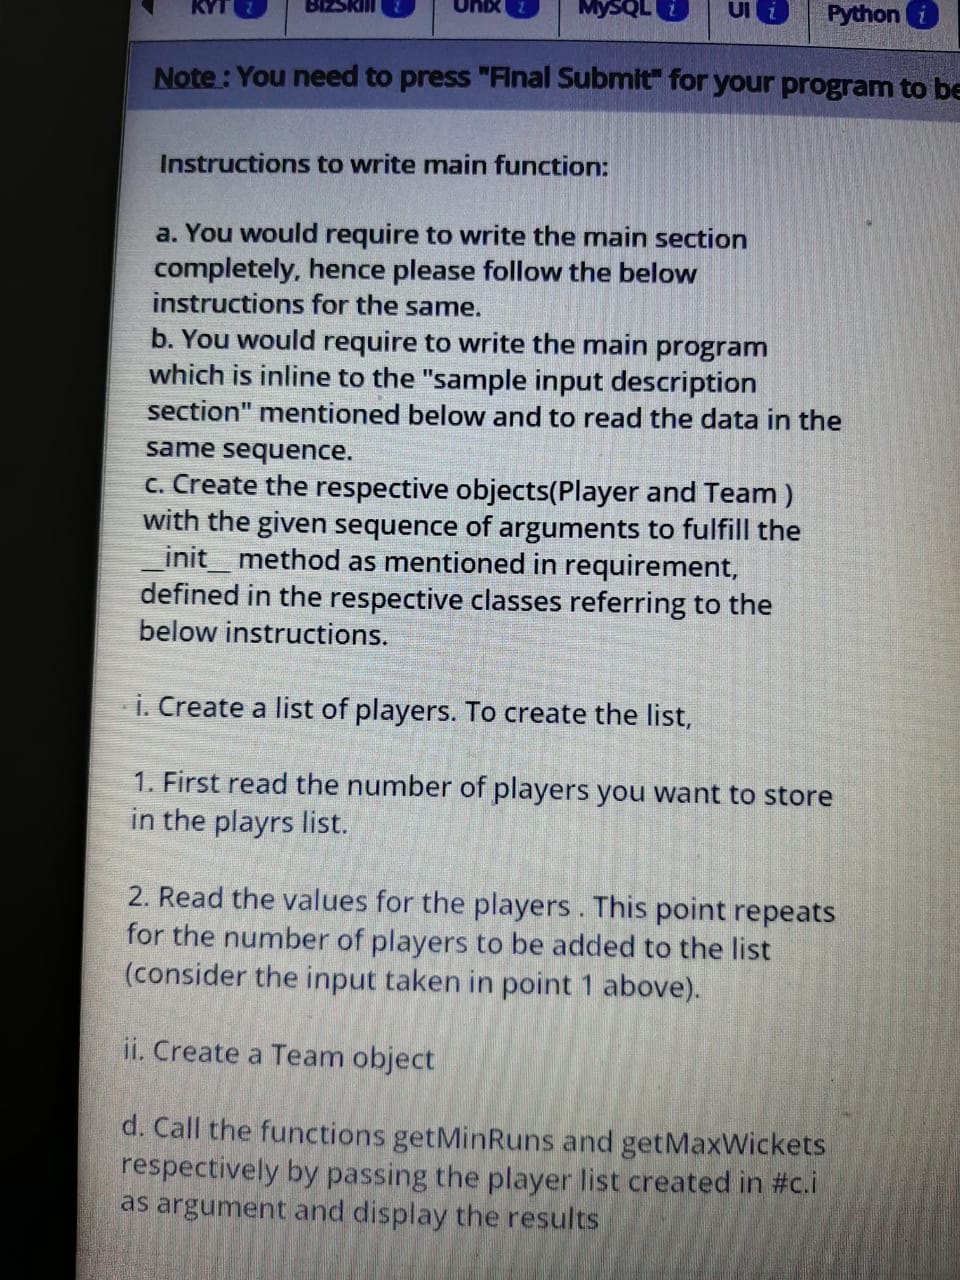 KYT i BizSkill i Unix i MySQL i UI i Python i
Note : You need to press "Final Submit" for your program to be
Instructions to write main function:
a. You would require to write the main section
completely, hence please follow the below
instructions for the same.
b. You would require to write the main program
which is inline to the "sample input description
section" mentioned below and to read the data in the
same sequence.
c. Create the respective objects(Player and Team )
with the given sequence of arguments to fulfill the
__init__ method as mentioned in requirement,
defined in the respective classes referring to the
below instructions.
i. Create a list of players. To create the list,
1. First read the number of players you want to store
in the playrs list.
2. Read the values for the players . This point repeats
for the number of players to be added to the list
(consider the input taken in point 1 above).
ii. Create a Team object
d. Call the functions getMinRuns and getMaxWickets
respectively by passing the player list created in #c.i
as argument and display the results